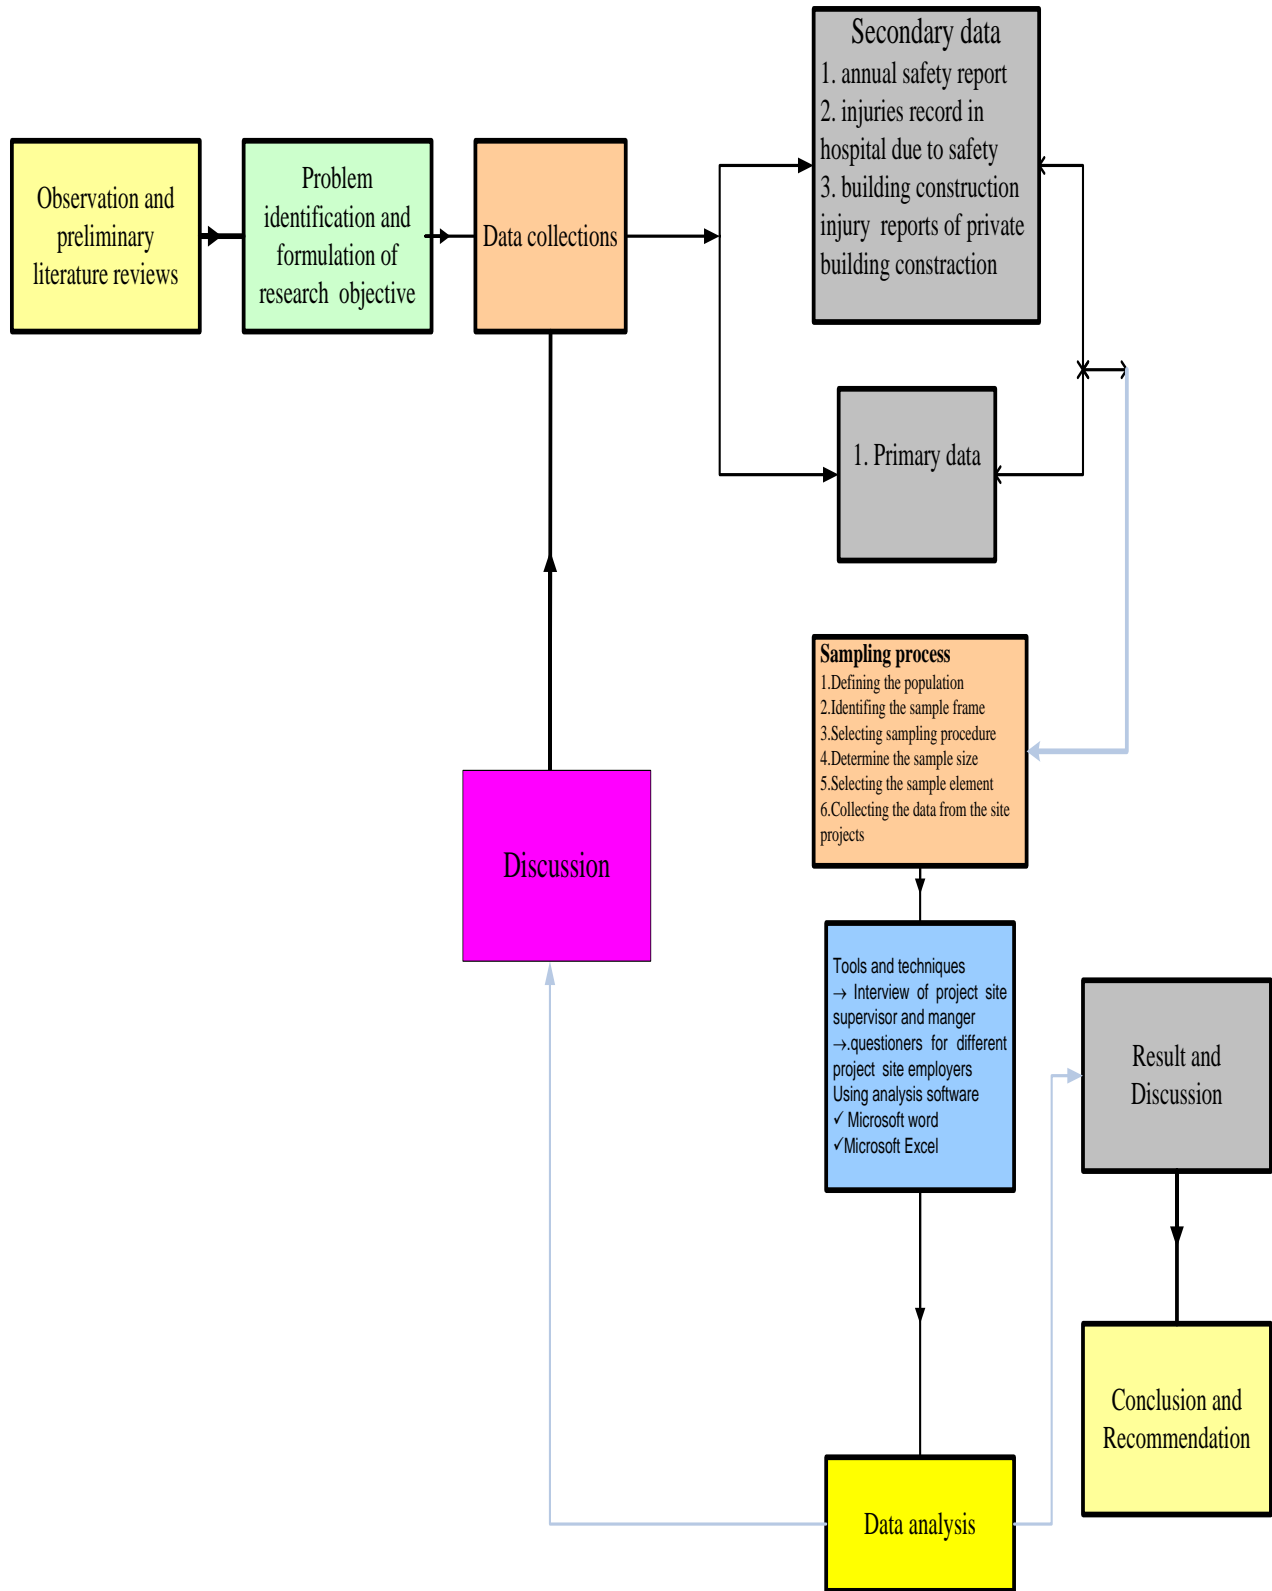 Observation and
preliminary
literature reviews
Problem
identification and
formulation of
research objective
Data collections
Secondary data
1. annual safety report
2. injuries record in
hospital due to safety
3. building construction
injury reports of private
building constraction
1. Primary data
Sampling process
1.Defining the population
2.Identifing the sample frame
3.Selecting sampling procedure
4.Determine the sample size
5.Selecting the sample element
6.Collecting the data from the site
projects
Discussion
Tools and techniques
→ Interview of project site
supervisor and manger
→.questioners for different
project site employers
Using analysis software
✓ Microsoft word
✓Microsoft Excel
Result and
Discussion
Conclusion and
Recommendation
Data analysis